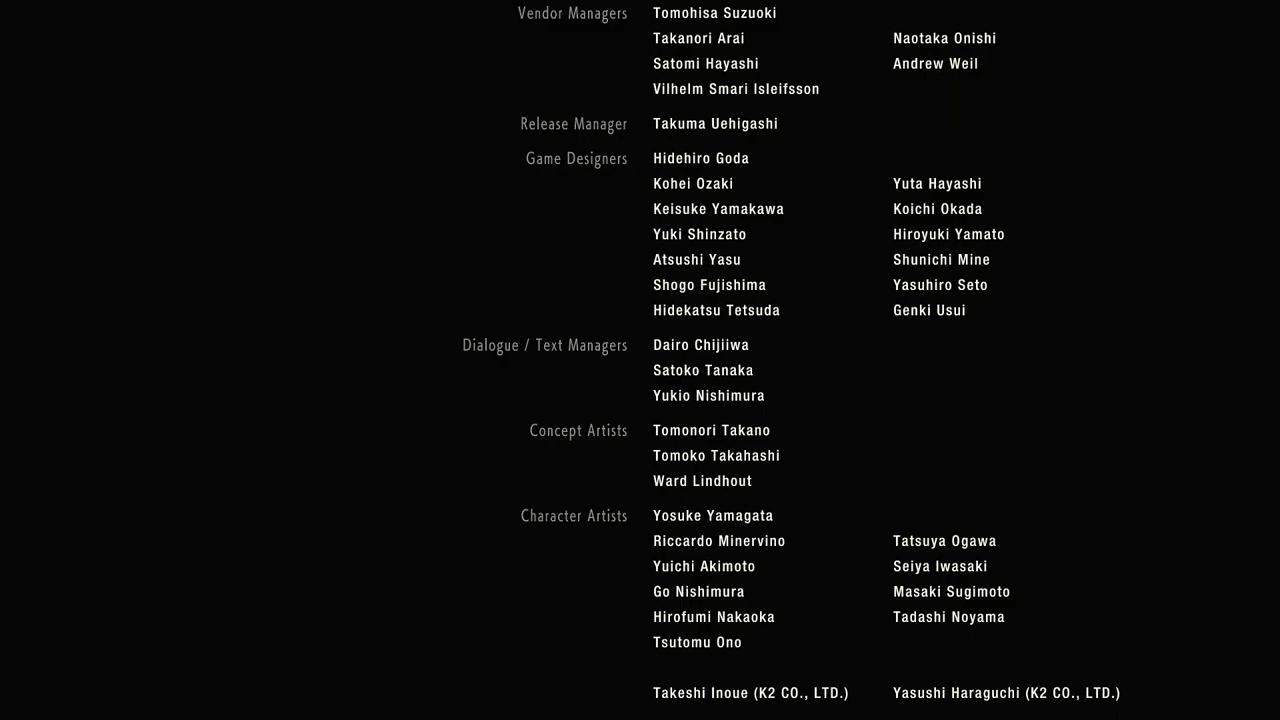 Vendor Managers Tomohisa Suzuoki
Takanori Arai Naotaka Onishi
Satomi Hayashi Andrew Weil
Vilhelm Smari Isleifsson
Release Manager Takuma Uehigashi
Game Designers Hidehiro Goda
Kohei Ozaki Yuta Hayashi
Keisuke Yamakawa Koichi Okada
Yuki Shinzato Hiroyuki Yamato
Atsushi Yasu Shunichi Mine
Shogo Fujishima Yasuhiro Seto
Hidekatsu Tetsuda Genki Usui
Dialogue / Text Managers Dairo Chijiiwa
Satoko Tanaka
Yukio Nishimura
Concept Artists Tomonori Takano
Tomoko Takahashi
Ward Lindhout
Character Artists Yosuke Yamagata
Riccardo Minervino Tatsuya Ogawa
Yuichi Akimoto Seiya Iwasaki
Go Nishimura Masaki Sugimoto
Hirofumi Nakaoka Tadashi Noyama
Tsutomu Ono
Takeshi Inoue (K2 CO., LTD.) Yasushi Haraguchi (K2 CO., LTD.)